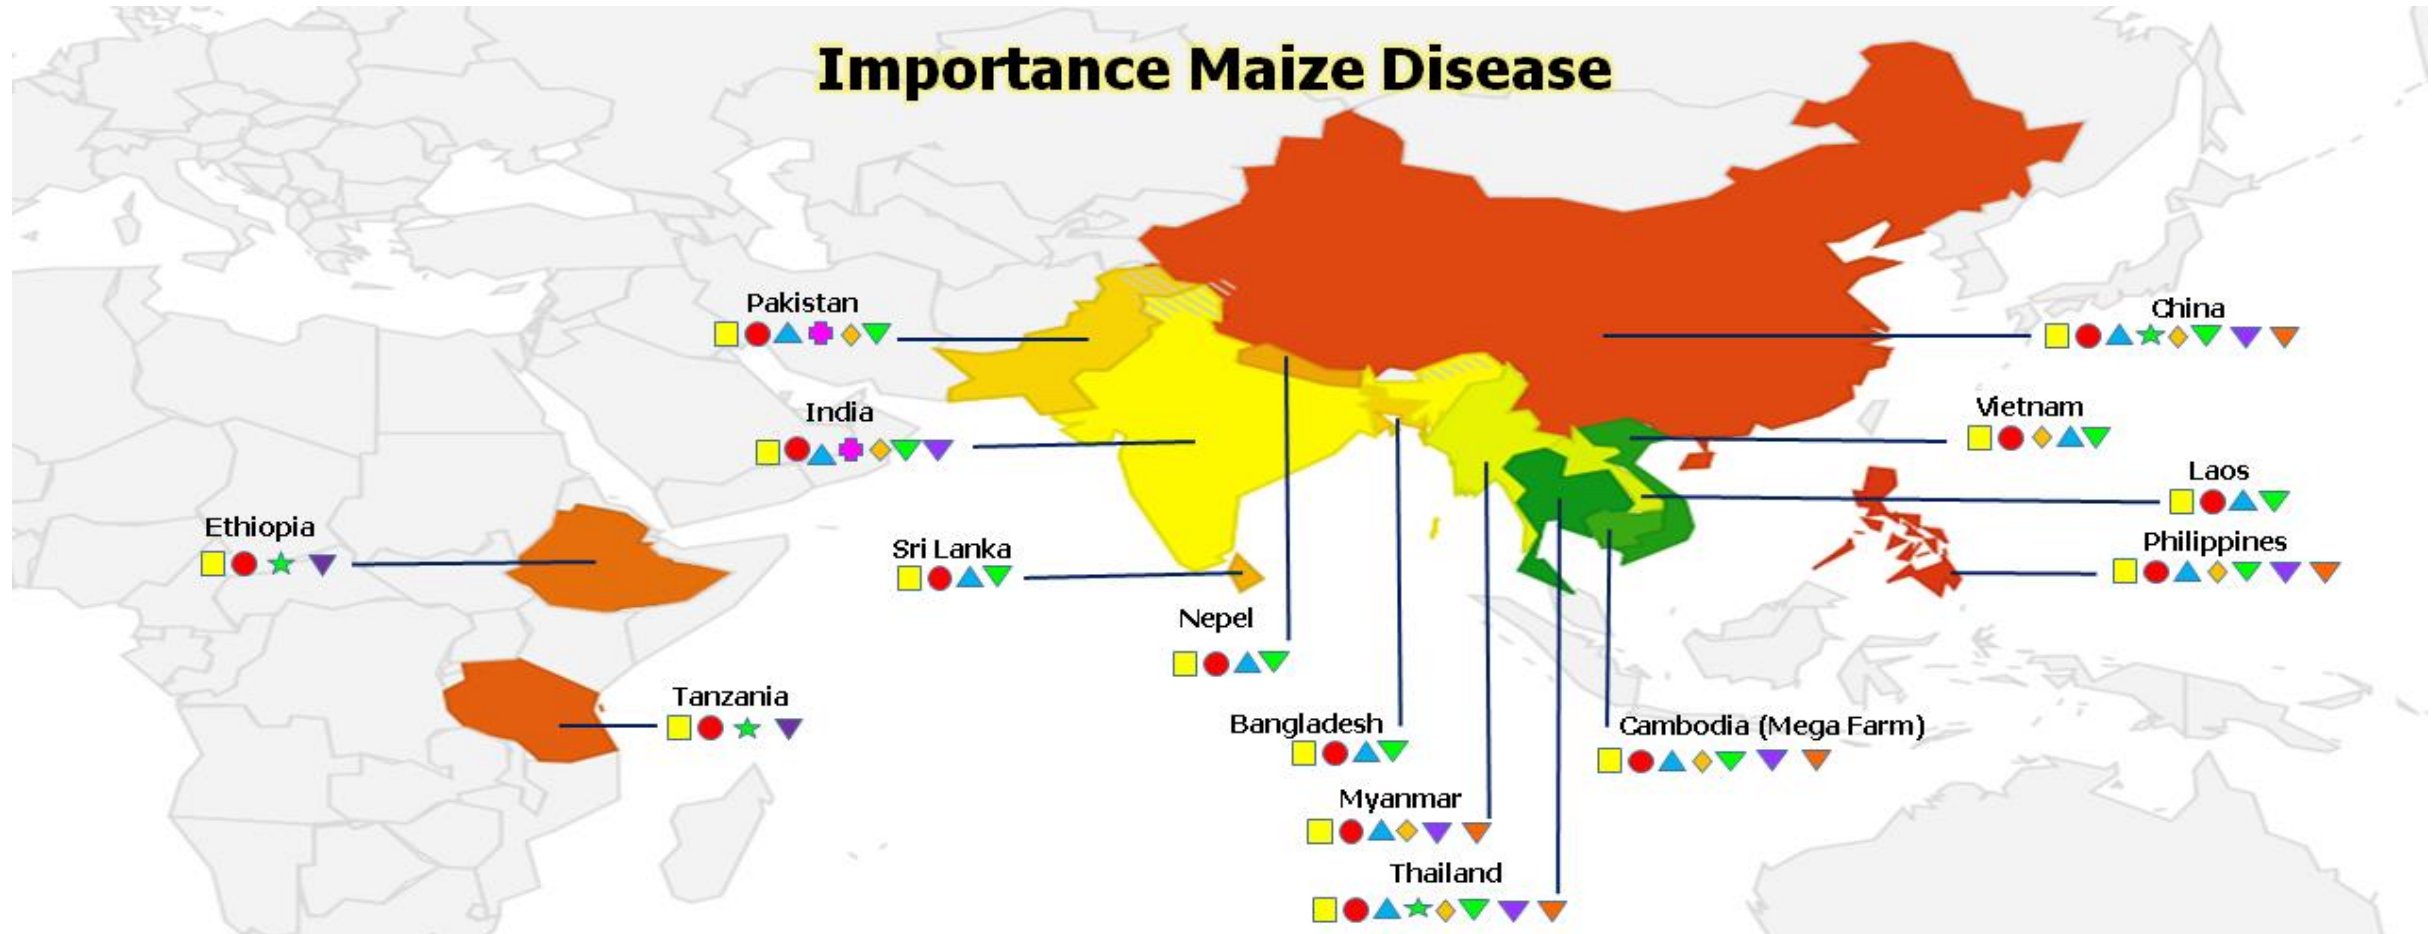 Importance Maize Disease
Pakistan
China
India
Vietnam
Laos
Ethiopia
Sri Lanka
Philippines
Nepel
Tanzania
Bangladesh
Cambodia (Mega Farm)
Myanmar
Thailand